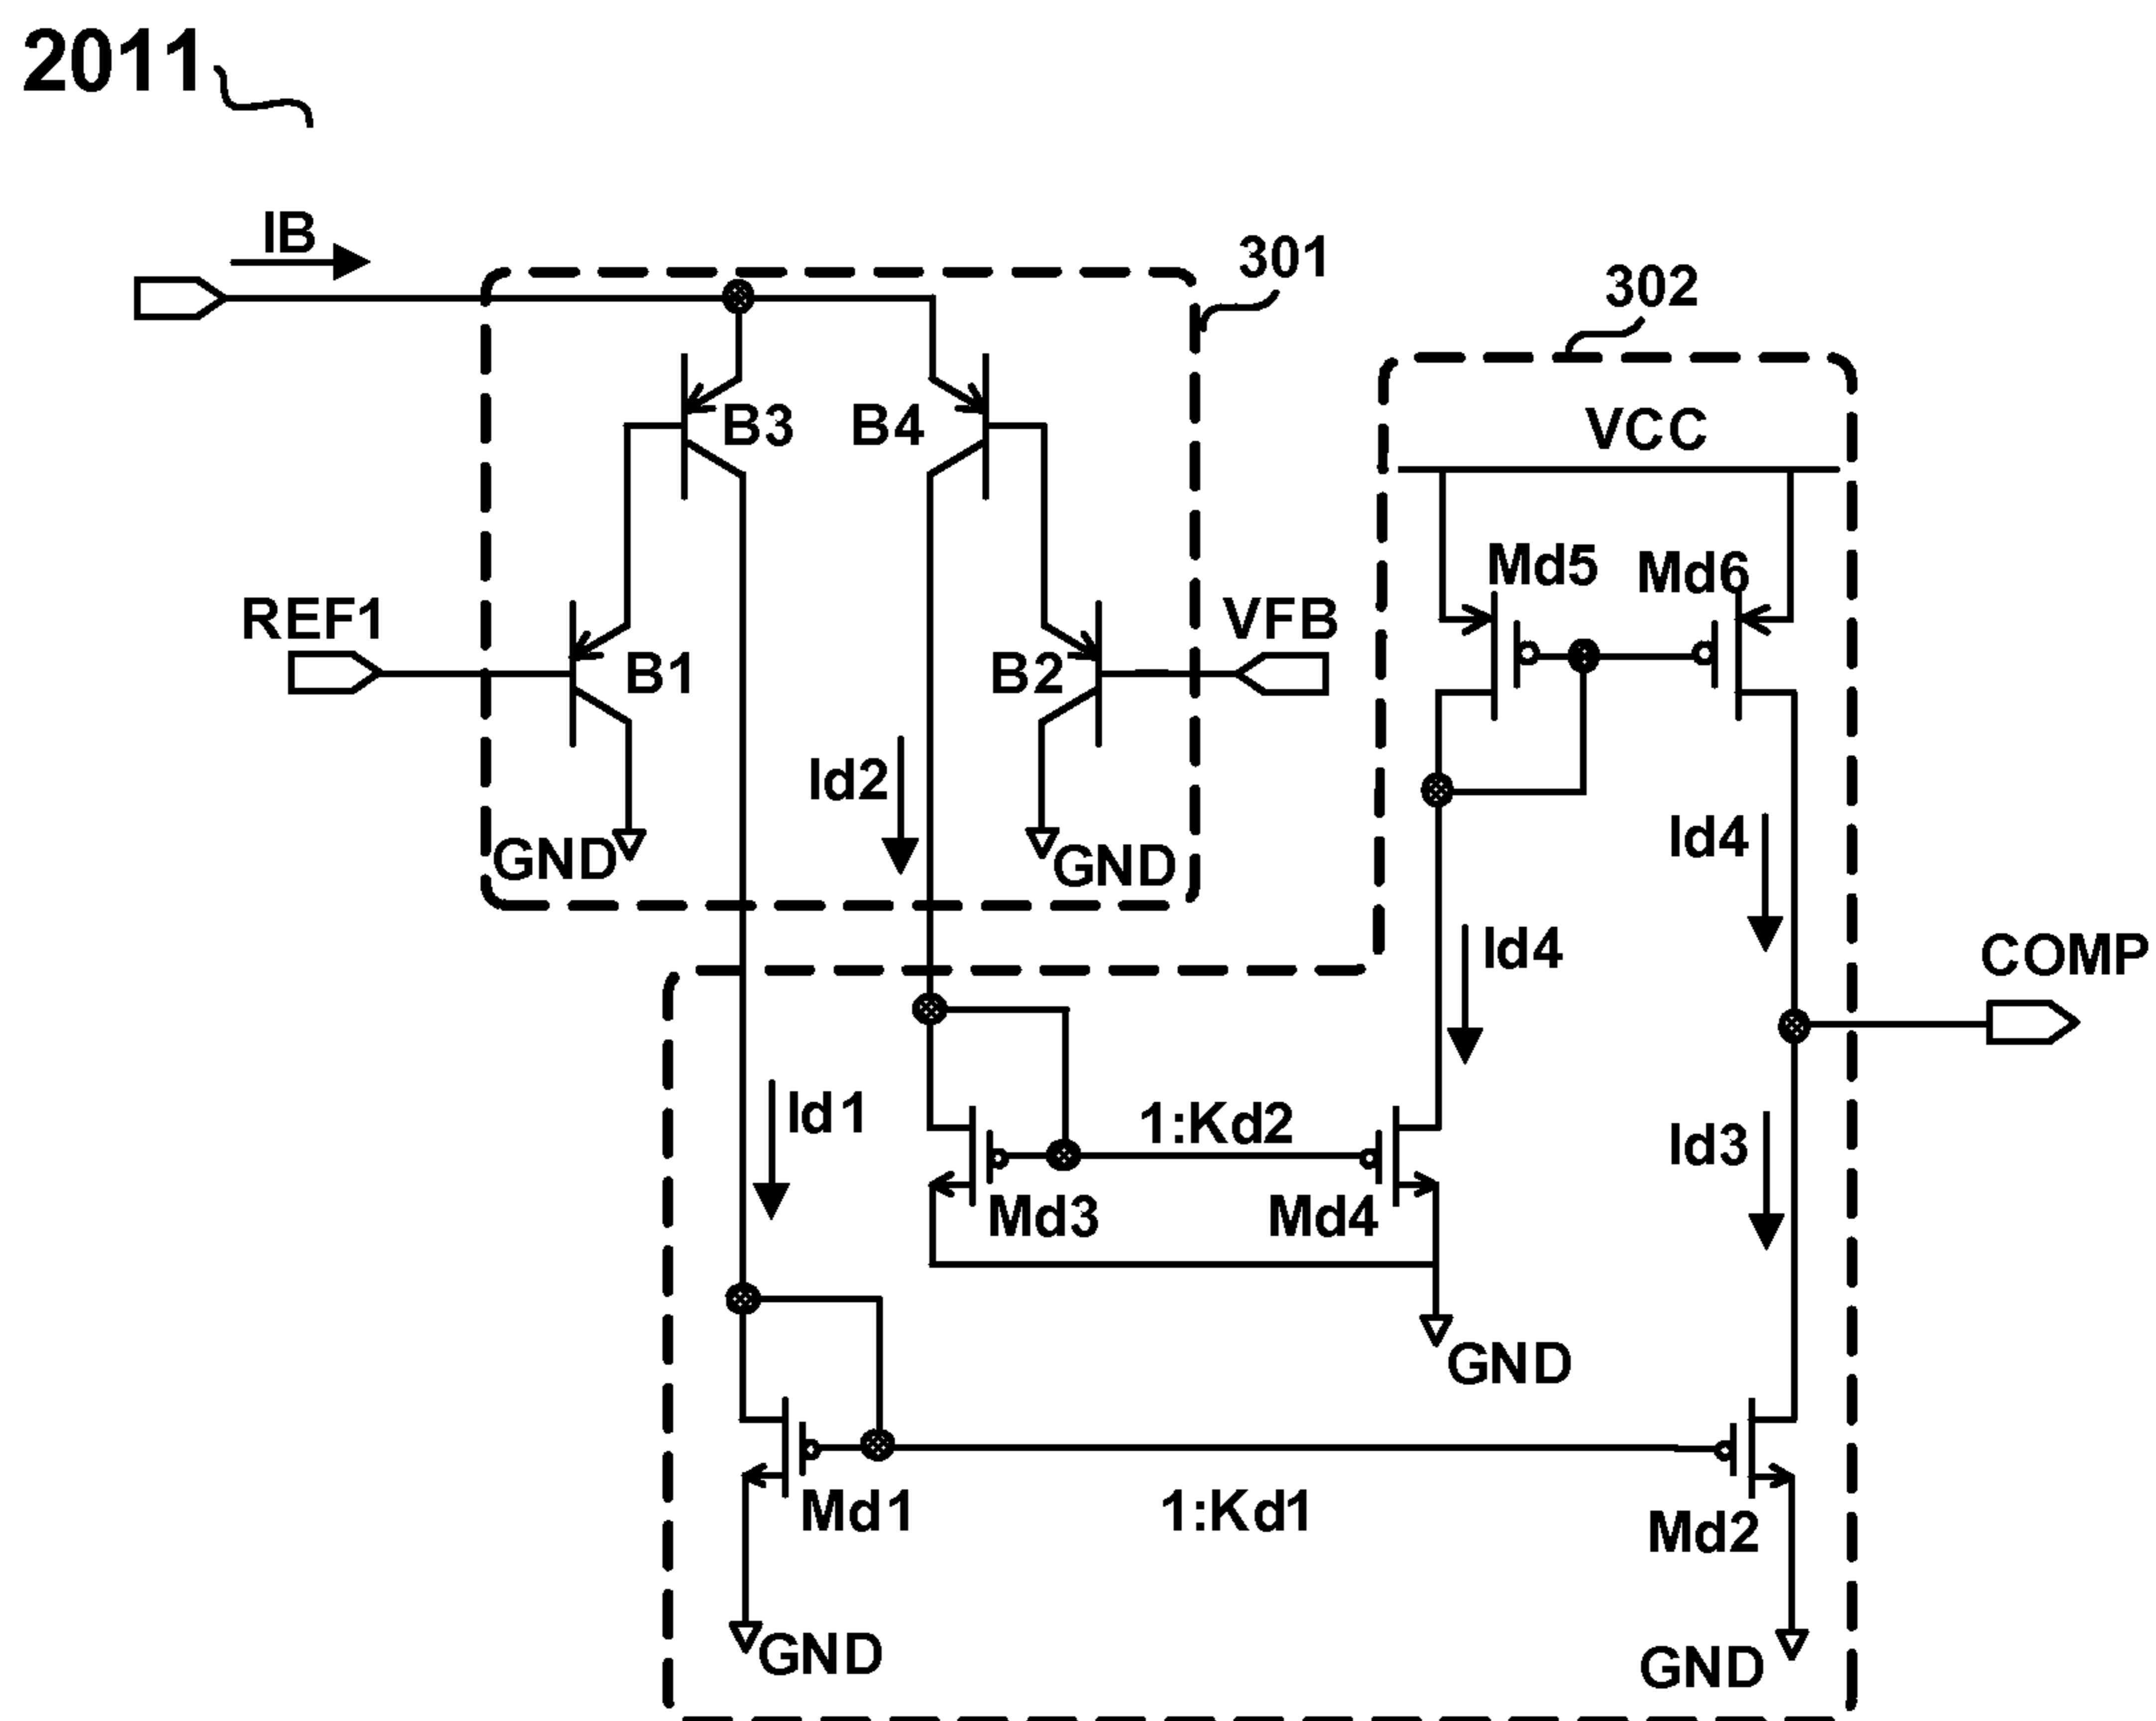 2011
IB
301
302
B3
B4
VCC
Md5
Md6
REF1
VFB
B1
B2
Id2
GND
GND
Id4
Id4
COMP
Id1
1:Kd2
Id3
Md3
Md4
GND
Md1
1:Kd1
Md2
GND
GND